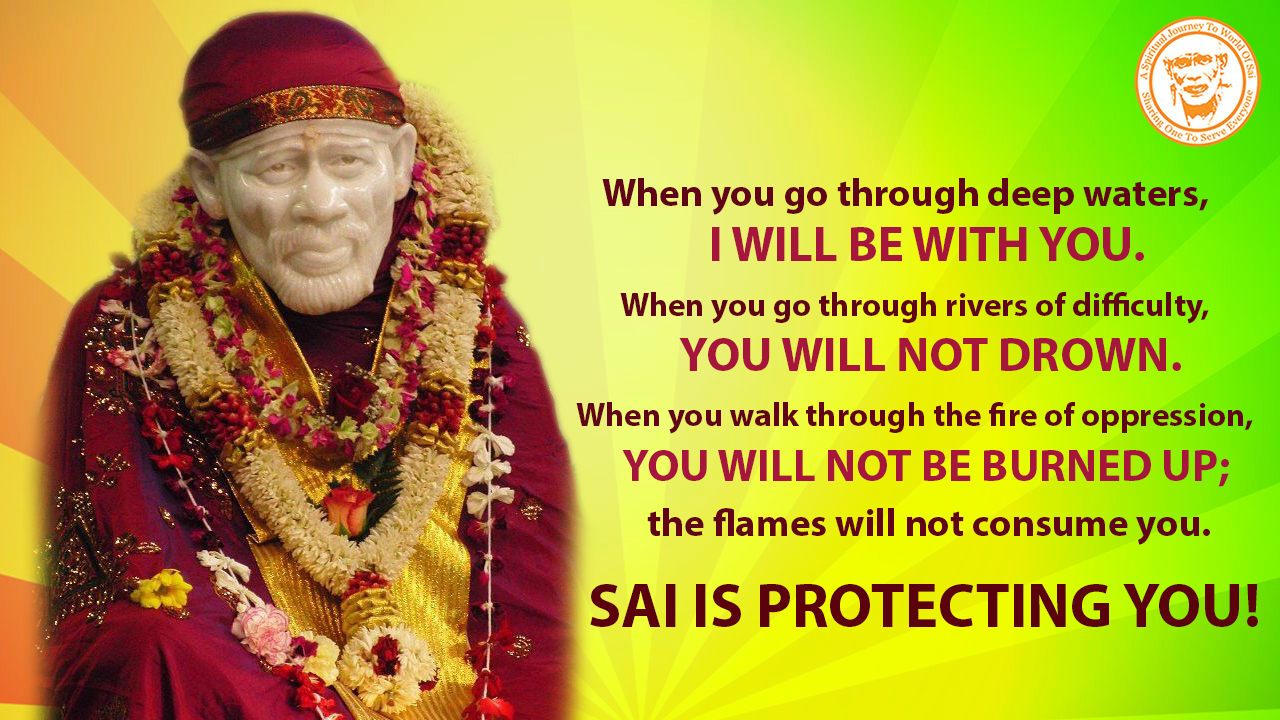 A Spiritual Journey To World Of Sai
Sharing One To Serve Everyone
When you go through deep waters,
I WILL BE WITH YOU.
When you go through rivers of difficulty,
YOU WILL NOT DROWN.
When you walk through the fire of oppression,
YOU WILL NOT BE BURNED UP;
the flames will not consume you.
SAI IS PROTECTING YOU!